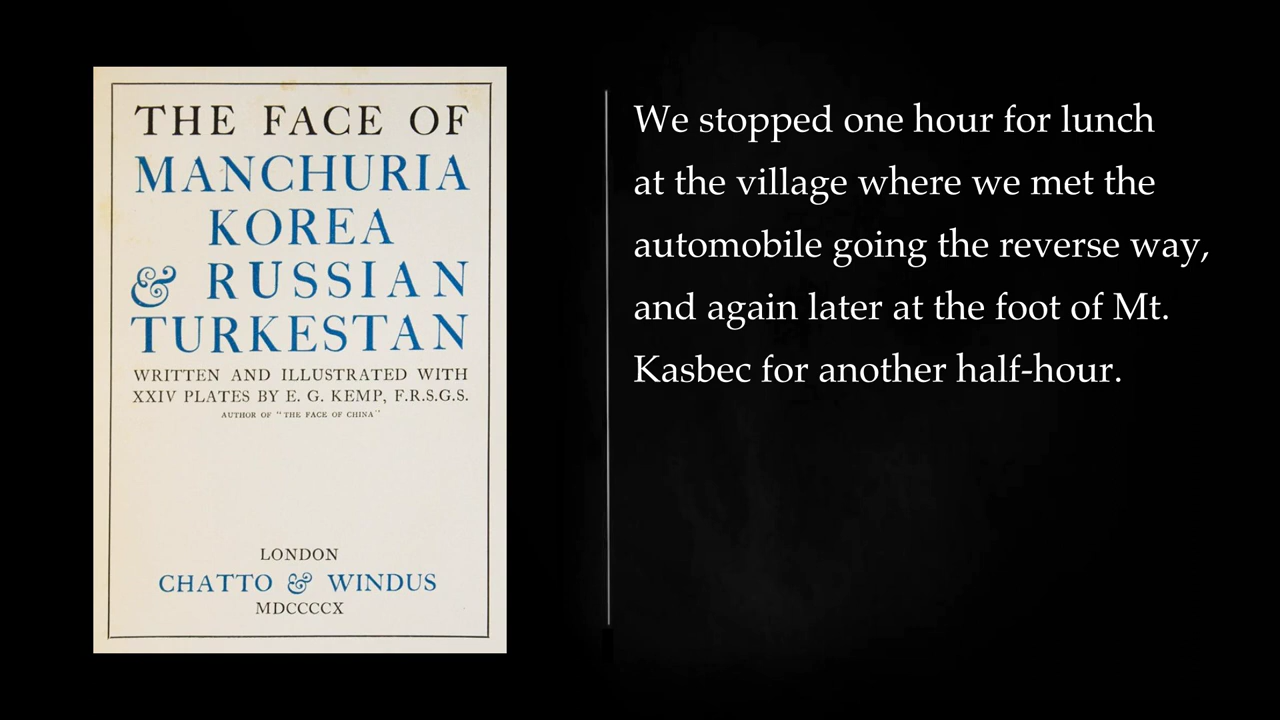 THE FACE OF
MANCHURIA
KOREA
& RUSSIAN
TURKESTAN
WRITTEN AND ILLUSTRATED WITH
XXIV PLATES BY E. G. KEMP, F.R.S.G.S.
AUTHOR OF "THE FACE OF CHINA"
LONDON
CHATTO & WINDUS
MDCCCCX
We stopped one hour for lunch
at the village where we met the
automobile going the reverse way,
and again later at the foot of Mt.
Kasbec for another half-hour.